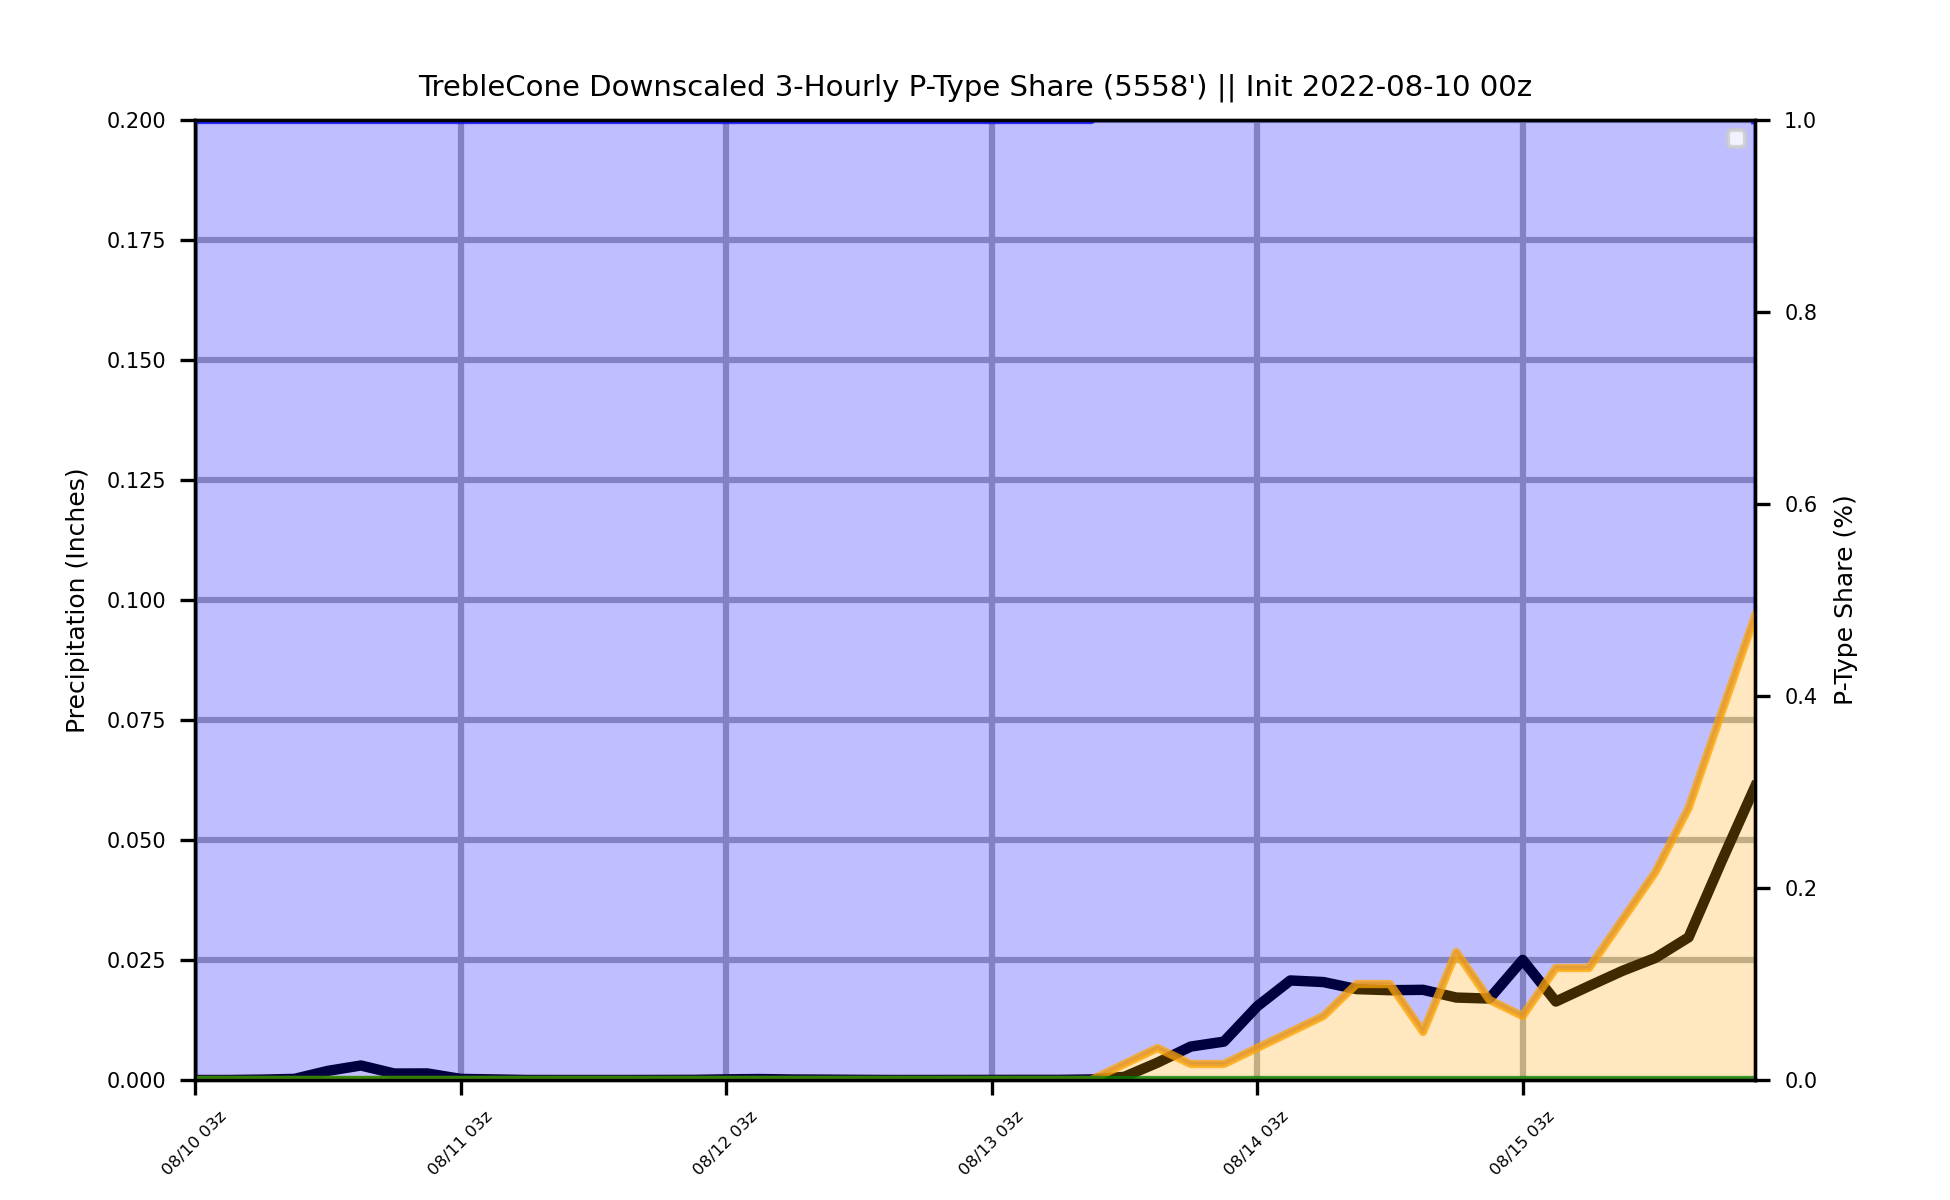 TrebleCone Downscaled 3-Hourly P-Type Share (5558') || Init 2022-08-10 00z
0.200
0.175
0.150
0.125
0.100
0.075
0.050
0.025
0.000
Precipitation (Inches)
1.0
0.8
0.6
0.4
0.2
0.0
P-Type Share (%)
08/10 03z
08/11 03z
08/12 03z
08/13 03z
08/14 03z
08/15 03z